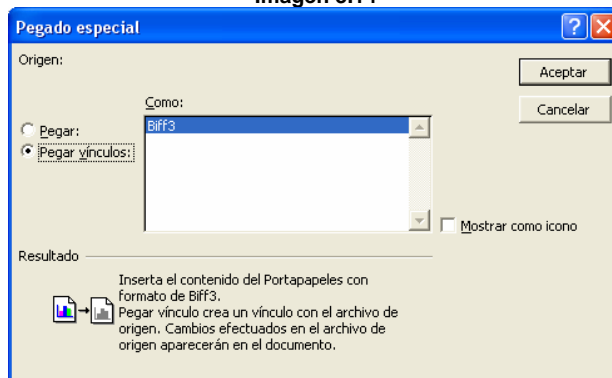 Pegado especial
Origen:
Aceptar
Cancelar
Como:
Biff3
Pegar:
Pegar vínculos:
Mostrar como icono
Resultado
Inserta el contenido del Portapapeles con
formato de Biff3.
Pegar vínculo crea un vínculo con el archivo de
origen. Cambios efectuados en el archivo de
origen aparecerán en el documento.